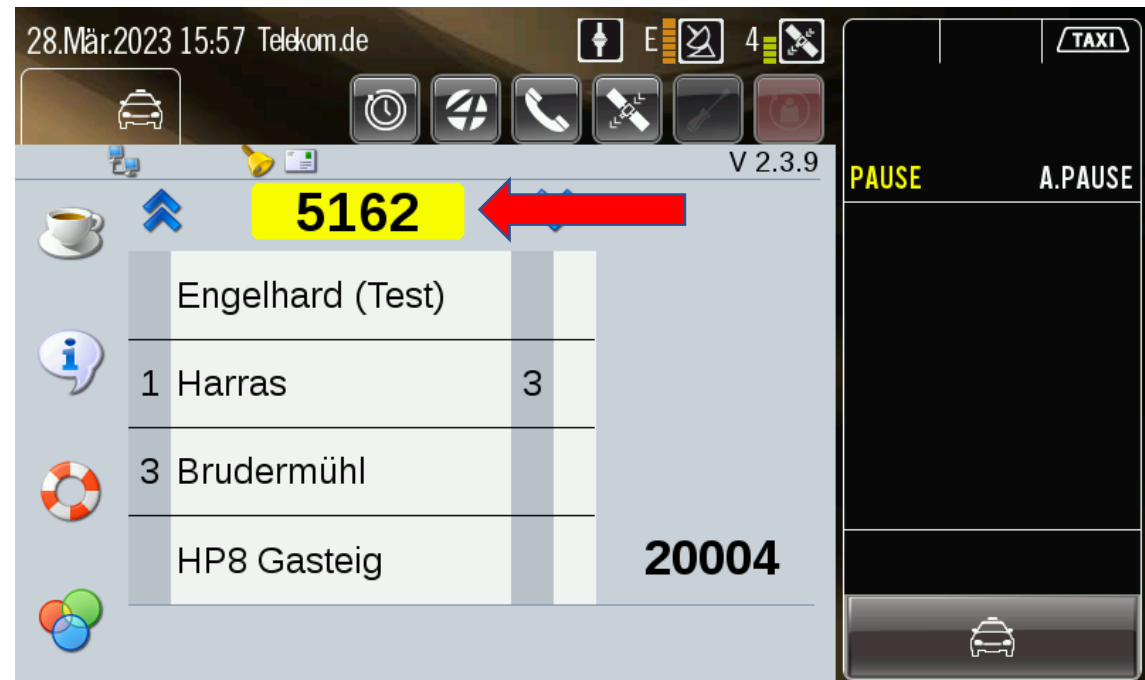 28.Mär.2023 15:57 Telekom.de E 4
TAXI
V 2.3.9
PAUSE A.PAUSE
5162
Engelhard (Test)
1 Harras 3
3 Brudermühl
HP8 Gasteig
20004